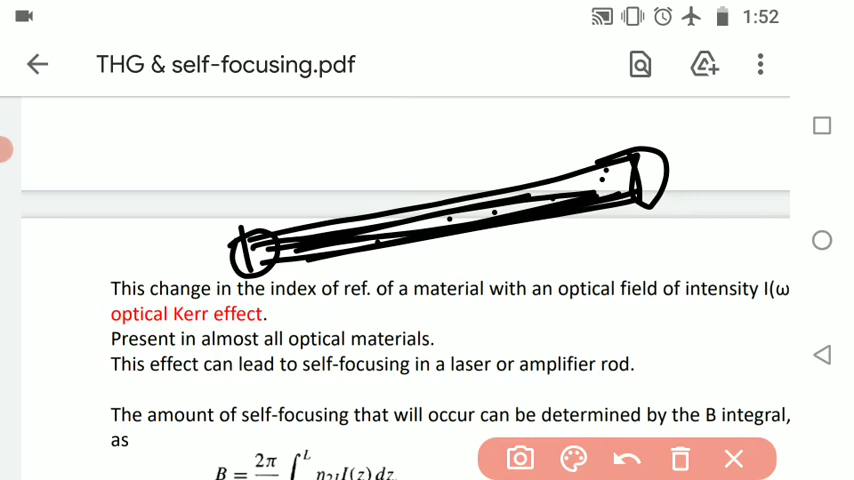 1:52
THG & self-focusing.pdf
This change in the index of ref. of a material with an optical field of intensity I(ω
optical Kerr effect.
Present in almost all optical materials.
This effect can lead to self-focusing in a laser or amplifier rod.
The amount of self-focusing that will occur can be determined by the B integral,
as
B = 2π ∫ L n2I I(z) dz